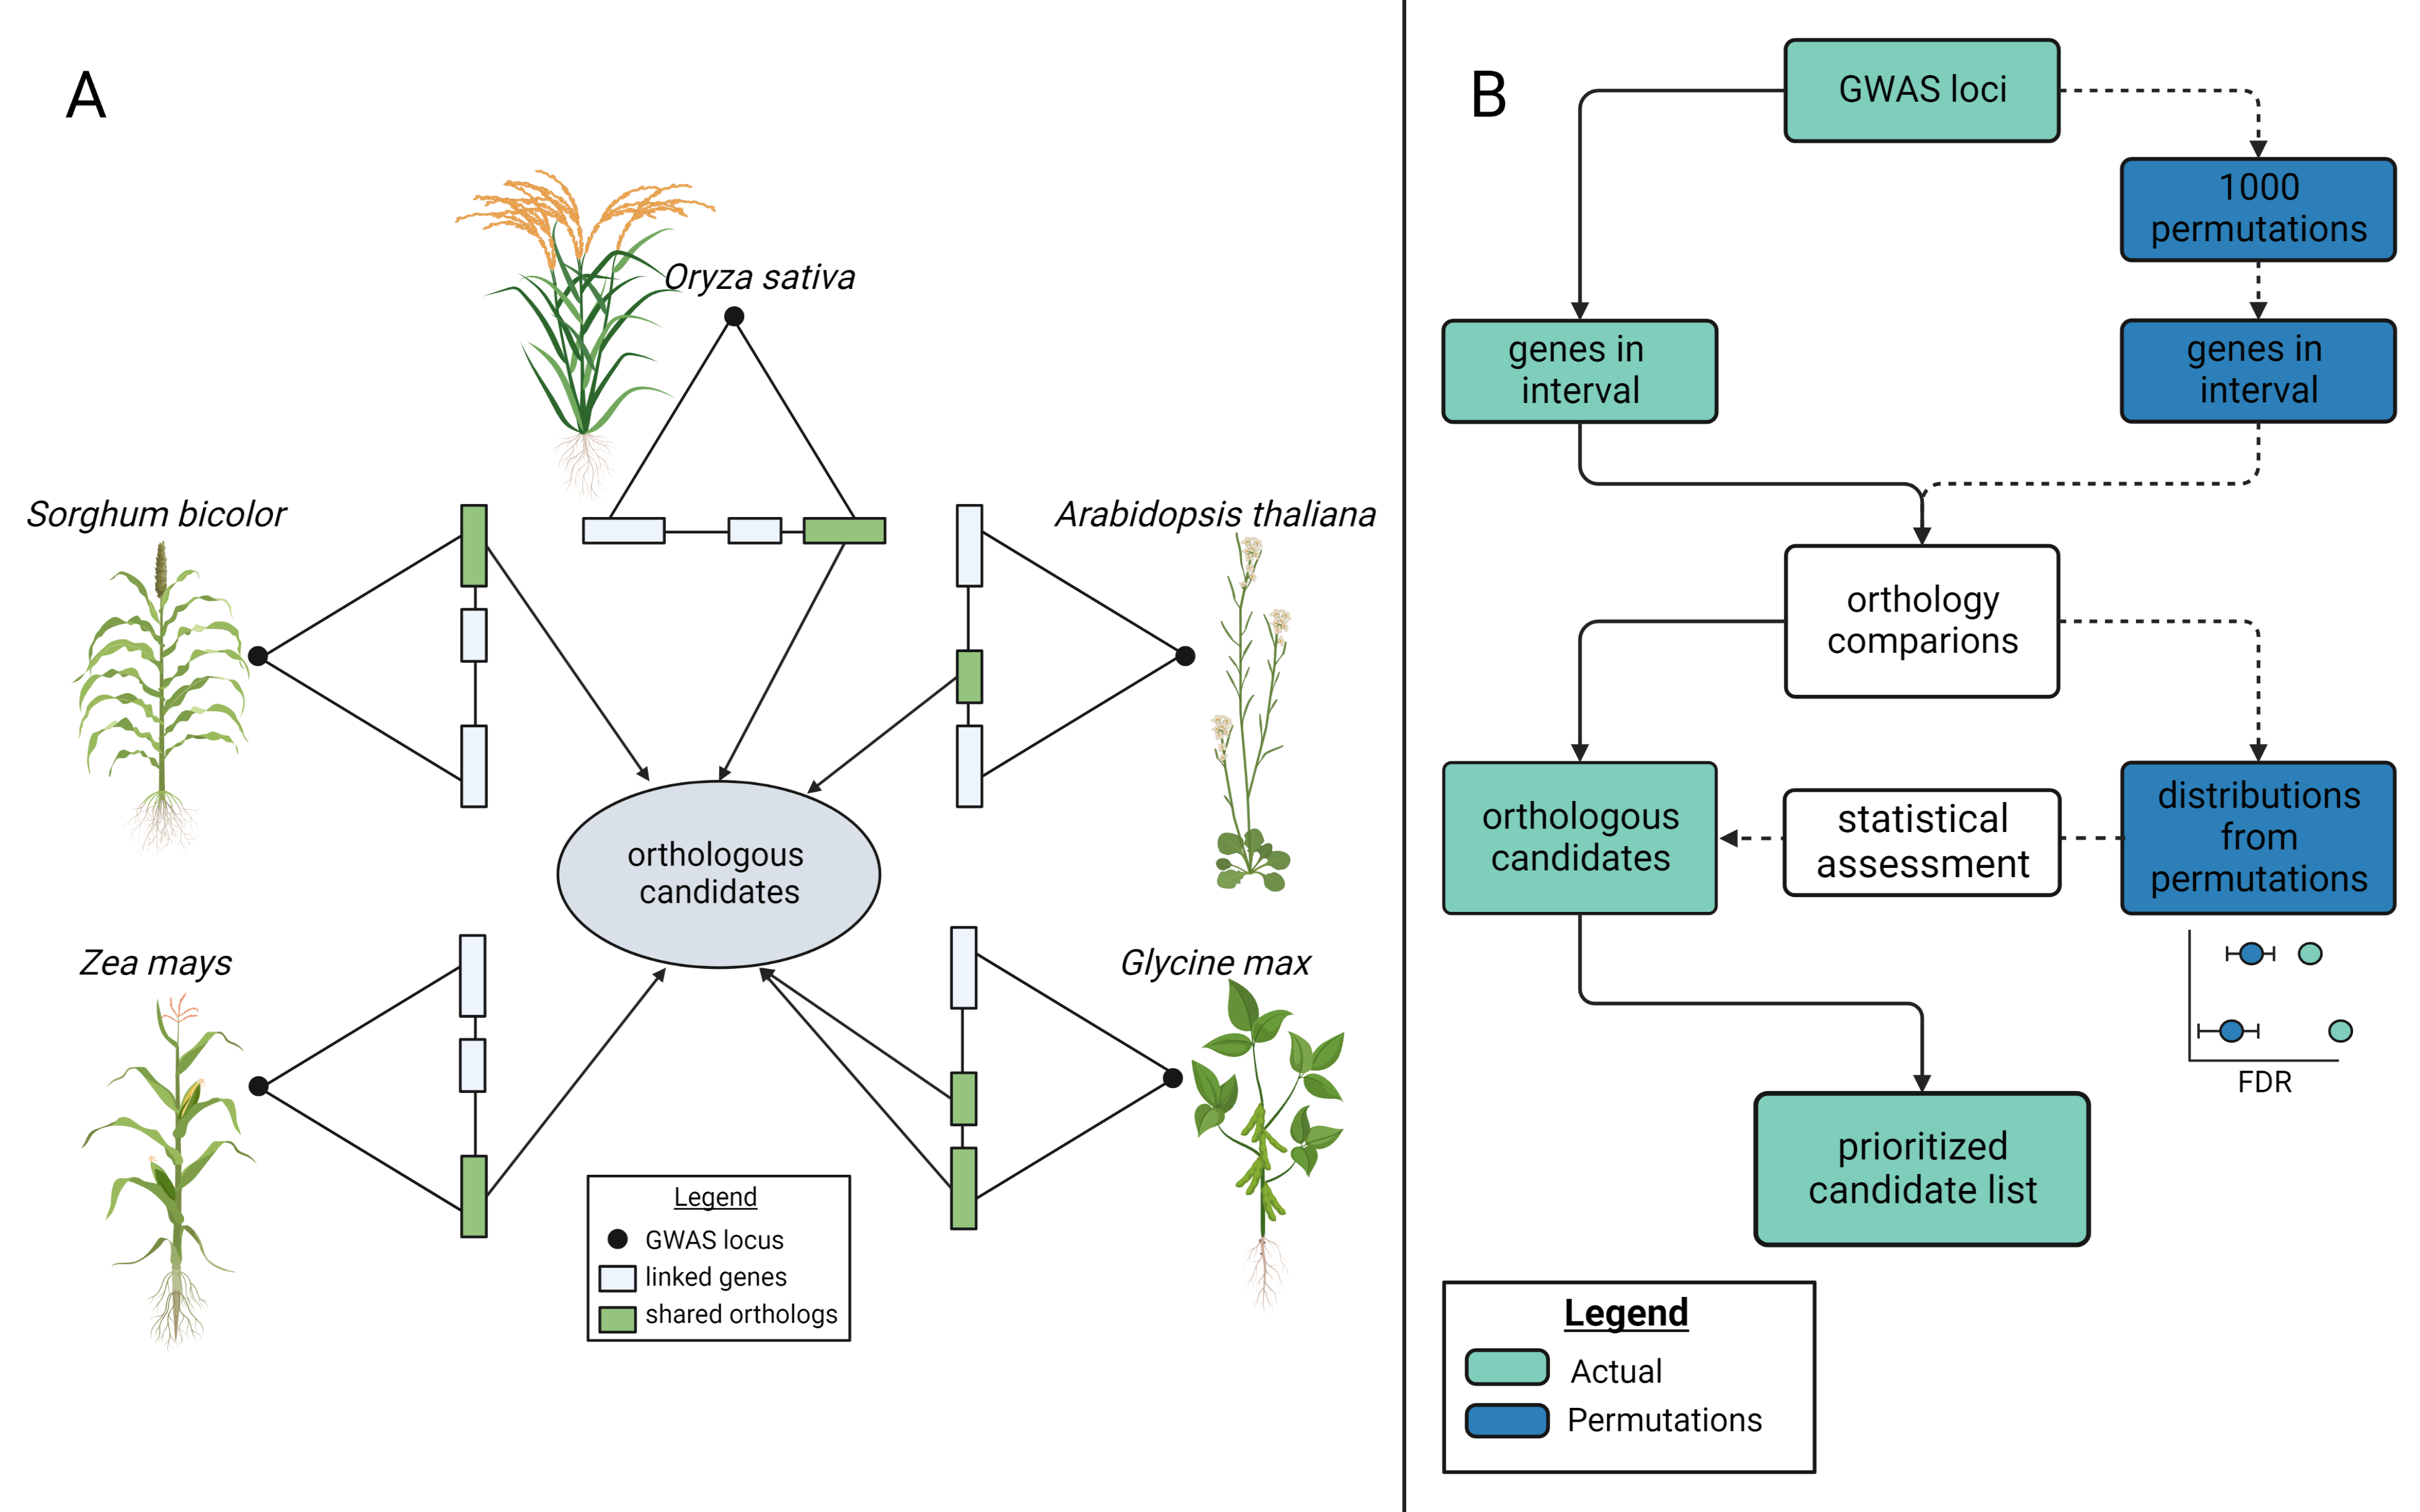 A
Oryza sativa
Sorghum bicolor
Arabidopsis thaliana
orthologous
candidates
Zea mays
Glycine max
Legend
GWAS locus
linked genes
shared orthologs
B
GWAS loci
1000
permutations
genes in
interval
genes in
interval
orthology
comparions
orthologous
candidates
statistical
assessment
distributions
from
permutations
FDR
prioritized
candidate list
Legend
Actual
Permutations